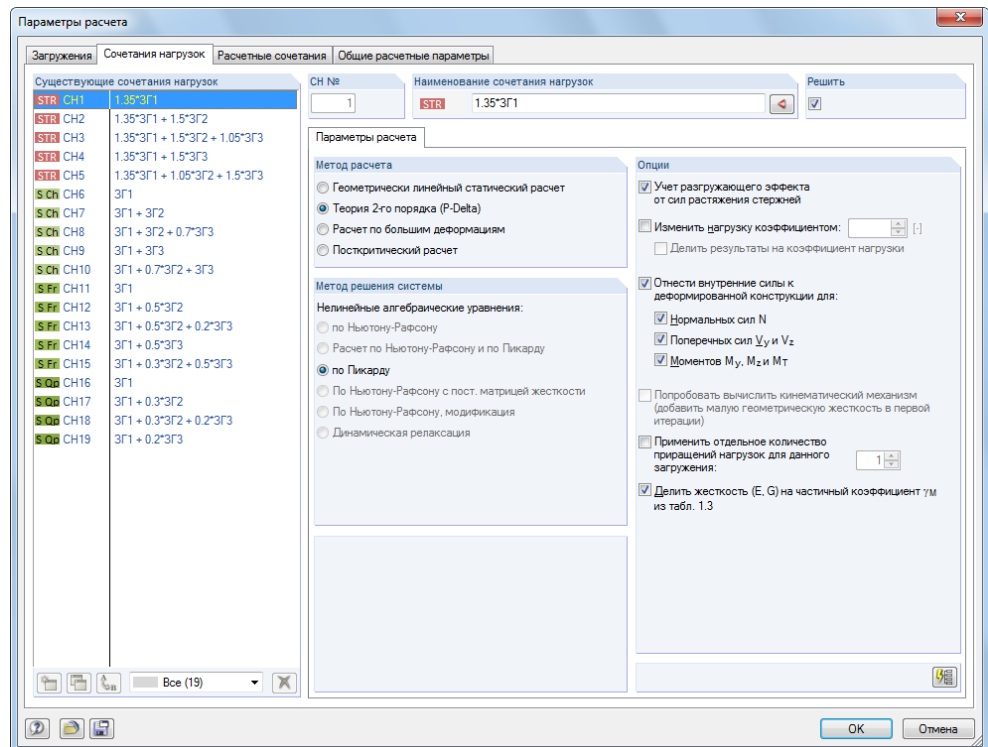 Параметры расчета
Загружения Сочетания нагрузок Расчетные сочетания Общие расчетные параметры
Существующие сочетания нагрузок
STR CH1 1.35*ЗГ1
STR CH2 1.35*ЗГ1 + 1.5*ЗГ2
STR CH3 1.35*ЗГ1 + 1.5*ЗГ2 + 1.05*ЗГ3
STR CH4 1.35*ЗГ1 + 1.5*ЗГ3
STR CH5 1.35*ЗГ1 + 1.05*ЗГ2 + 1.5*ЗГ3
S Ch CH6 ЗГ1
S Ch CH7 ЗГ1 + ЗГ2
S Ch CH8 ЗГ1 + ЗГ2 + 0.7*ЗГ3
S Ch CH9 ЗГ1 + ЗГ3
S Ch CH10 ЗГ1 + 0.7*ЗГ2 + ЗГ3
S Fr CH11 ЗГ1
S Fr CH12 ЗГ1 + 0.5*ЗГ2
S Fr CH13 ЗГ1 + 0.5*ЗГ2 + 0.2*ЗГ3
S Fr CH14 ЗГ1 + 0.5*ЗГ3
S Fr CH15 ЗГ1 + 0.3*ЗГ2 + 0.5*ЗГ3
S Qp CH16 ЗГ1
S Qp CH17 ЗГ1 + 0.3*ЗГ2
S Qp CH18 ЗГ1 + 0.3*ЗГ2 + 0.2*ЗГ3
S Qp CH19 ЗГ1 + 0.2*ЗГ3
Все (19)
СН №
1
Наименование сочетания нагрузок
STR 1.35*ЗГ1
Решить
Параметры расчета
Метод расчета
Геометрически линейный статический расчет
Теория 2-го порядка (P-Delta)
Расчет по большим деформациям
Посткритический расчет
Метод решения системы
Нелинейные алгебраические уравнения:
по Ньютону-Рафсону
Расчет по Ньютону-Рафсону и по Пикарду
по Пикарду
По Ньютону-Рафсону с пост. матрицей жесткости
По Ньютону-Рафсону, модификация
Динамическая релаксация
Опции
Учет разгружающего эффекта
от сил растяжения стержней
Изменить нагрузку коэффициентом: [-]
Делить результаты на коэффициент нагрузки
Отнести внутренние силы к
деформированной конструкции для:
Нормальных сил N
Поперечных сил Vy и Vz
Моментов My, Mz и MT
Попробовать вычислить кинематический механизм
(добавить малую геометрическую жесткость в первой
итерации)
Применить отдельное количество
приращений нагрузок для данного
загружения: 1
Делить жесткость (E, G) на частичный коэффициент γM
из табл. 1.3
OK Отмена